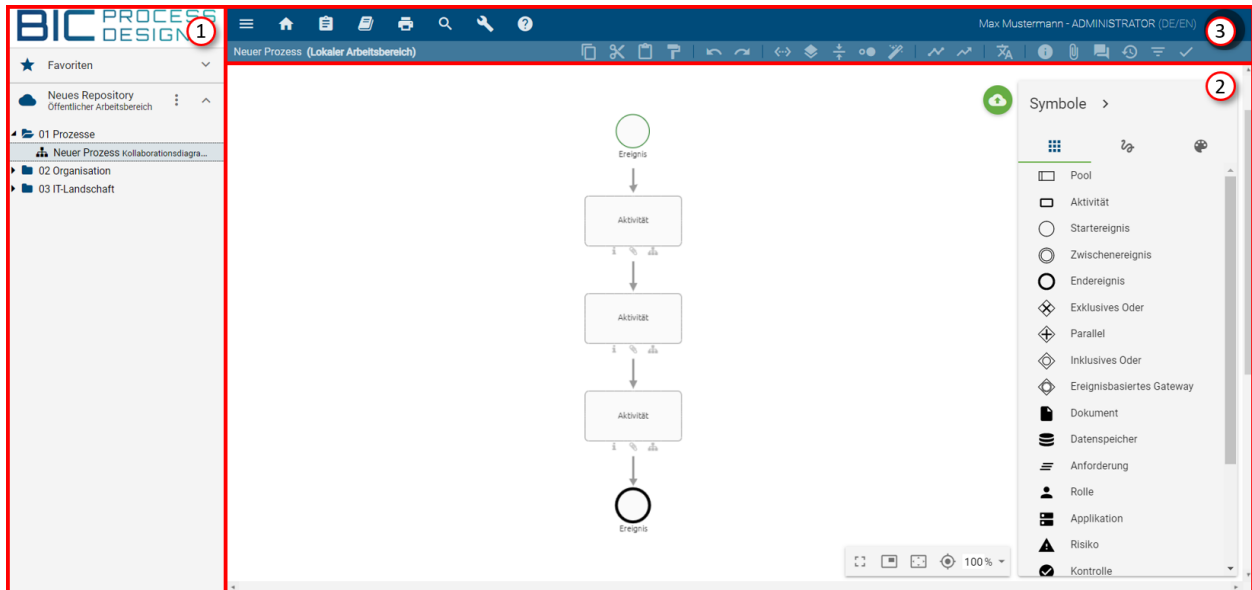 BIC PROCESS
DESIGN
1
Max Mustermann - ADMINISTRATOR (DE/EN)
3
Neuer Prozess (Lokaler Arbeitsbereich)
Favoriten
Neues Repository
Öffentlicher Arbeitsbereich
01 Prozesse
Neuer Prozess Kollaborationsdiagra...
02 Organisation
03 IT-Landschaft
Ereignis
Aktivität
Aktivität
Aktivität
Ereignis
100 %
2
Symbole
Pool
Aktivität
Startereignis
Zwischenereignis
Endereignis
Exklusives Oder
Parallel
Inklusives Oder
Ereignisbasiertes Gateway
Dokument
Datenspeicher
Anforderung
Rolle
Applikation
Risiko
Kontrolle